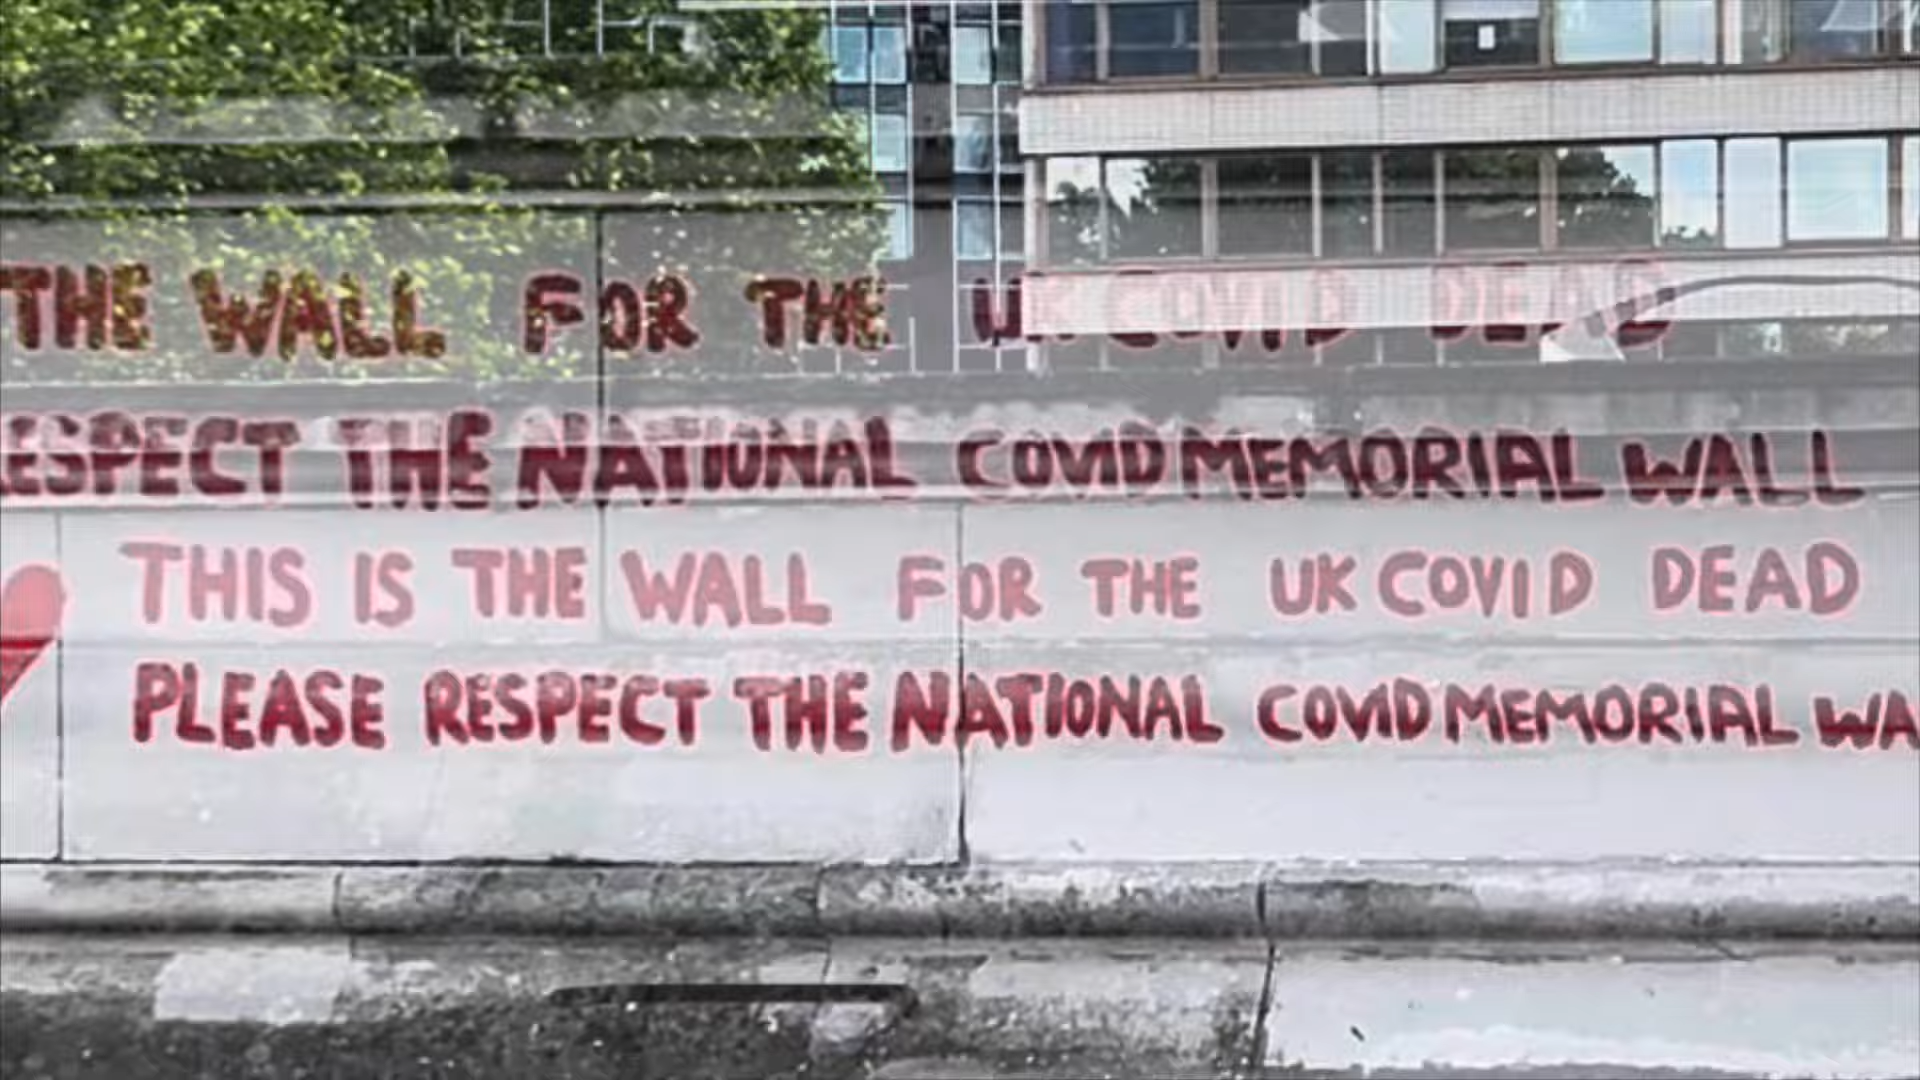 THE WALL FOR THE UK COVID DEAD
ESPECT THE NATIONAL COVID MEMORIAL WALL
THIS IS THE WALL FOR THE UK COVID DEAD
PLEASE RESPECT THE NATIONAL COVID MEMORIAL WA